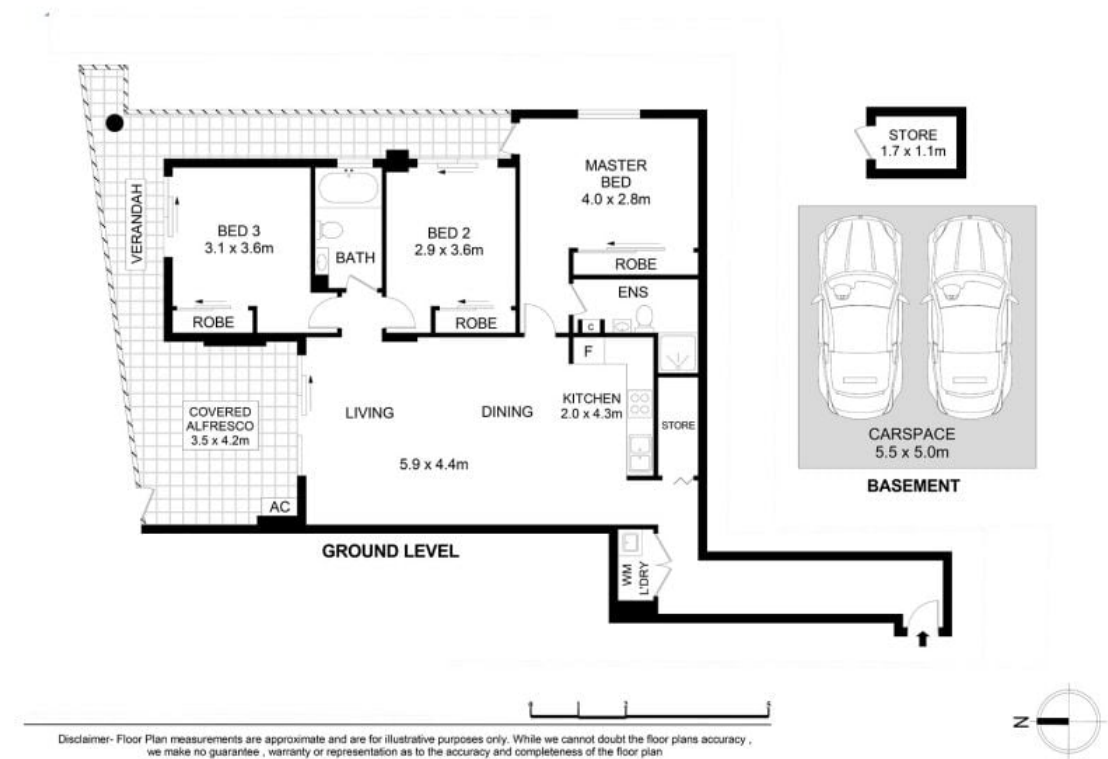 MASTER
BED
4.0 x 2.8m
STORE
1.7 x 1.1m
VERANDAH
BED 3
3.1 x 3.6m
BATH
BED 2
2.9 x 3.6m
ROBE
ENS
ROBE
ROBE
C
F
COVERED
ALFRESCO
3.5 x 4.2m
LIVING
DINING
KITCHEN
2.0 x 4.3m
STORE
5.9 x 4.4m
CARSPACE
5.5 x 5.0m
BASEMENT
AC
GROUND LEVEL
WM
L'DRY
N
Disclaimer- Floor Plan measurements are approximate and are for illustrative purposes only. While we cannot doubt the floor plans accuracy ,
we make no guarantee , warranty or representation as to the accuracy and completeness of the floor plan